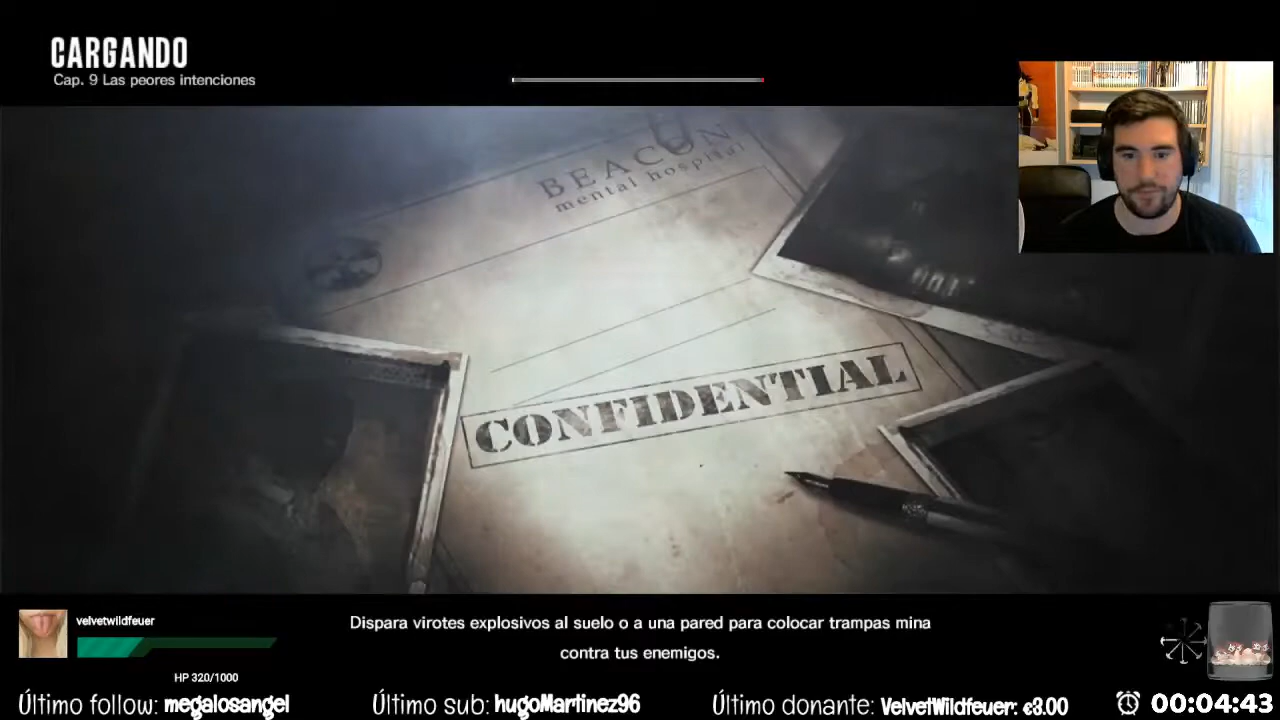 CARGANDO
Cap. 9 Las peores intenciones
BEACON
mental hospital
CONFIDENTIAL
velvetwildfeuer
HP 320/1000
Dispara virotes explosivos al suelo o a una pared para colocar trampas mina
contra tus enemigos.
Último follow: megalosangel
Último sub: hugoMartinez96
Último donante: VelvetWildfeuer: €3.00
00:04:43